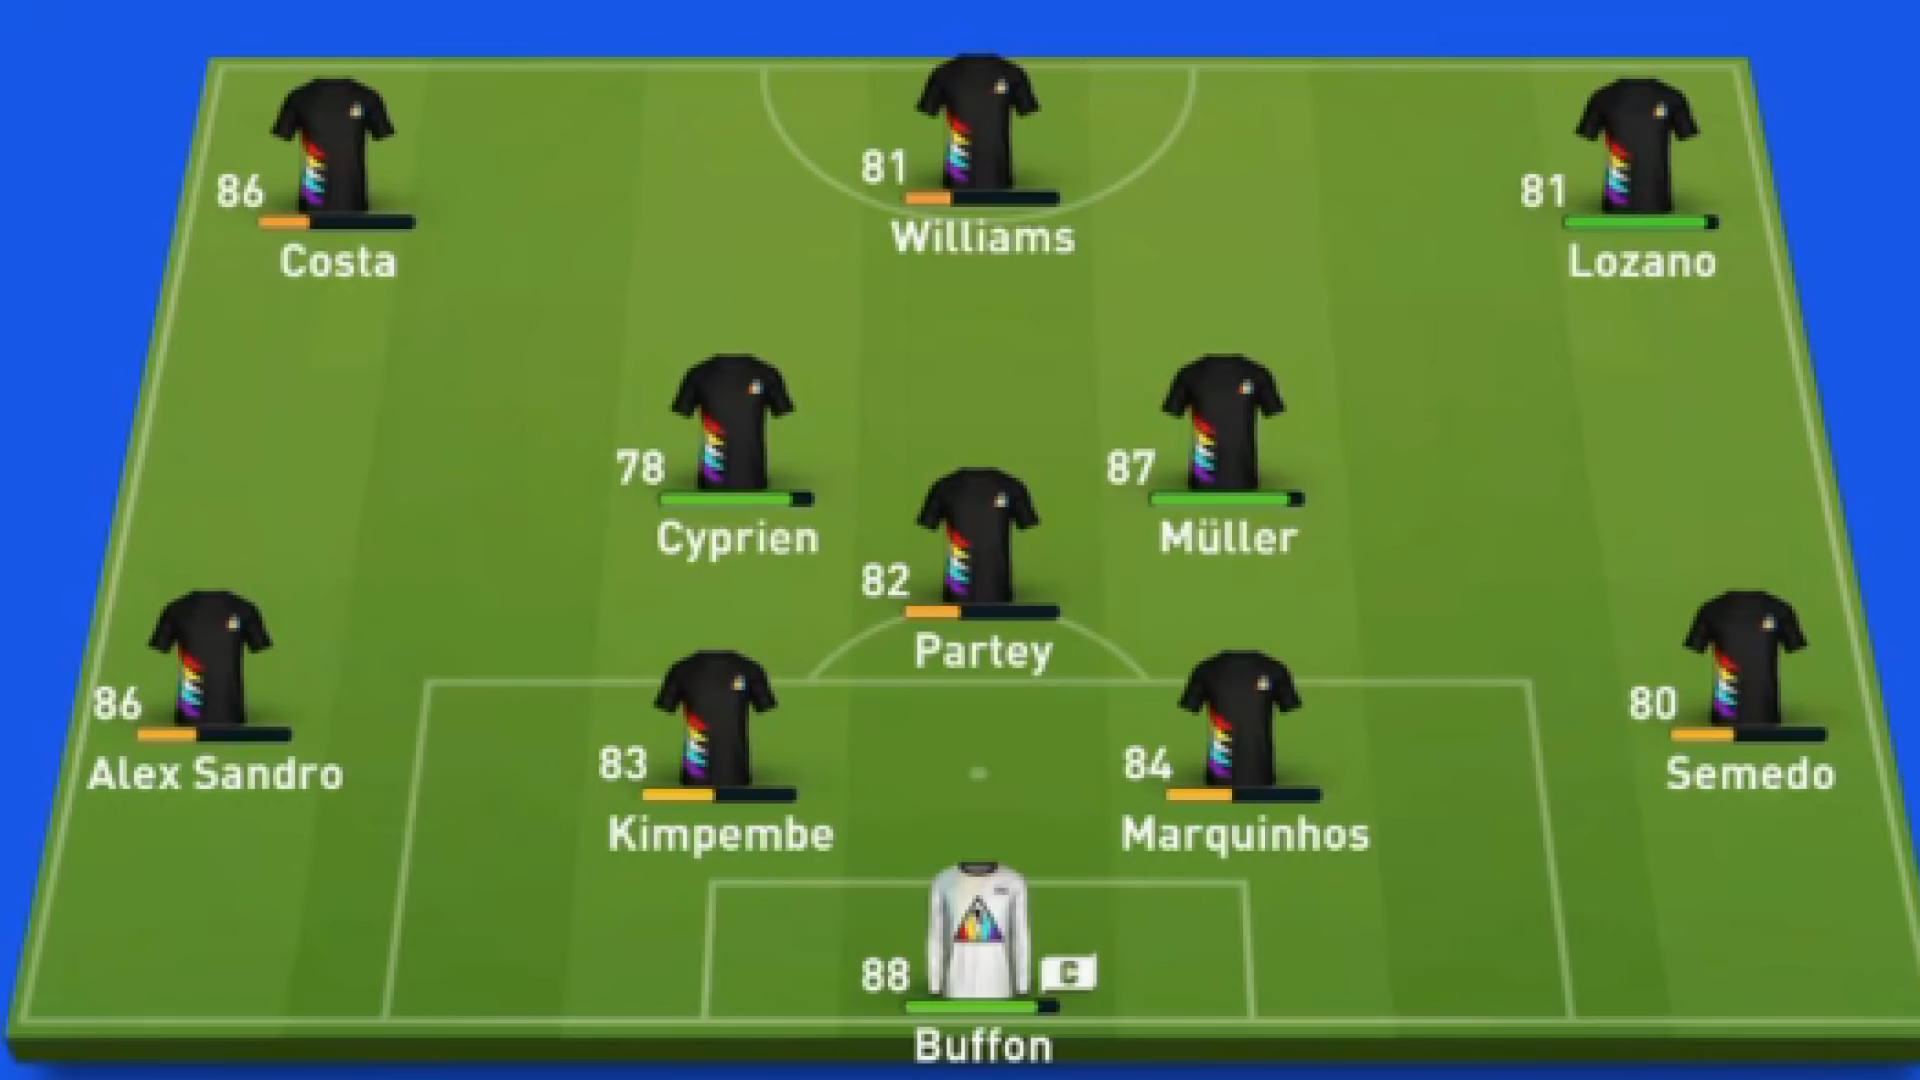 81
86
Williams
81
Costa
Lozano
78
87
Cyprien
Müller
82
Partey
86
80
83
84
Alex Sandro
Semedo
Kimpembe
Marquinhos
88
C
Buffon